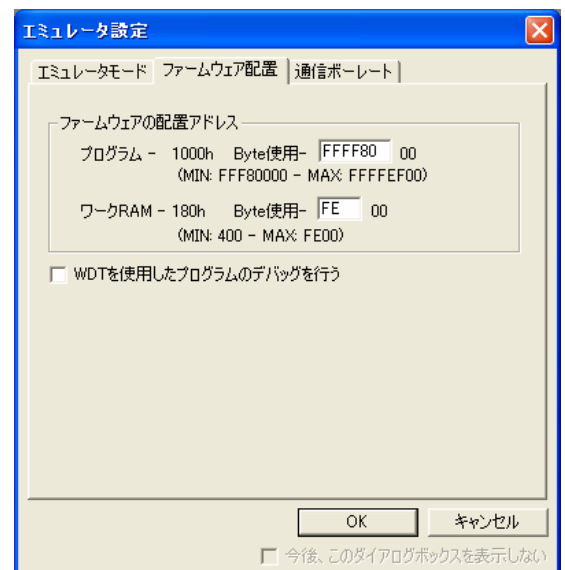 エミュレータ設定
エミュレータモード ファームウェア配置 通信ボーレート
ファームウェアの配置アドレス
プログラム - 1000h Byte使用- FFFF80 00
(MIN: FFF80000 - MAX: FFFFEF00)
ワークRAM - 180h Byte使用- FE 00
(MIN: 400 - MAX: FE00)
WDTを使用したプログラムのデバッグを行う
OK キャンセル
今後、このダイアログボックスを表示しない